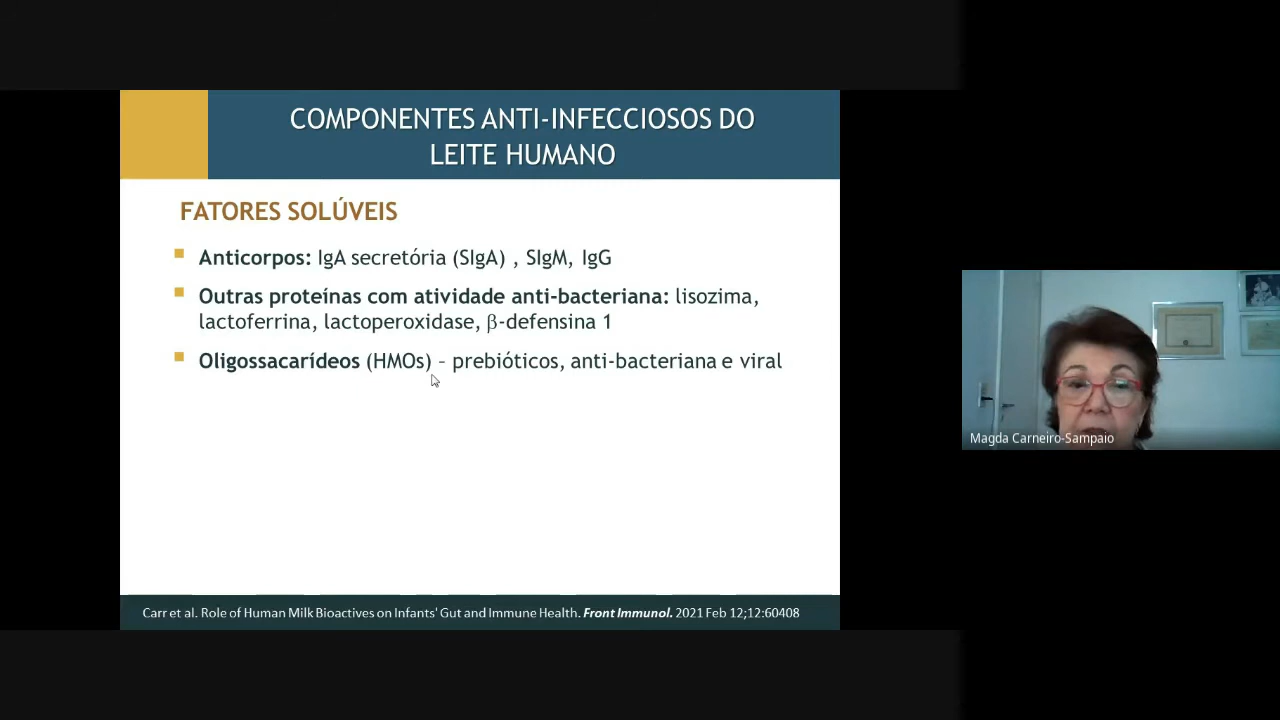 COMPONENTES ANTI-INFECCIOSOS DO
LEITE HUMANO
FATORES SOLÚVEIS
Anticorpos: IgA secretória (SIgA) , SIgM, IgG
Outras proteínas com atividade anti-bacteriana: lisozima,
lactoferrina, lactoperoxidase, β-defensina 1
Oligossacarídeos (HMOs) – prebióticos, anti-bacteriana e viral
Magda Carneiro-Sampaio
Carr et al. Role of Human Milk Bioactives on Infants' Gut and Immune Health. Front Immunol. 2021 Feb 12;12:60408